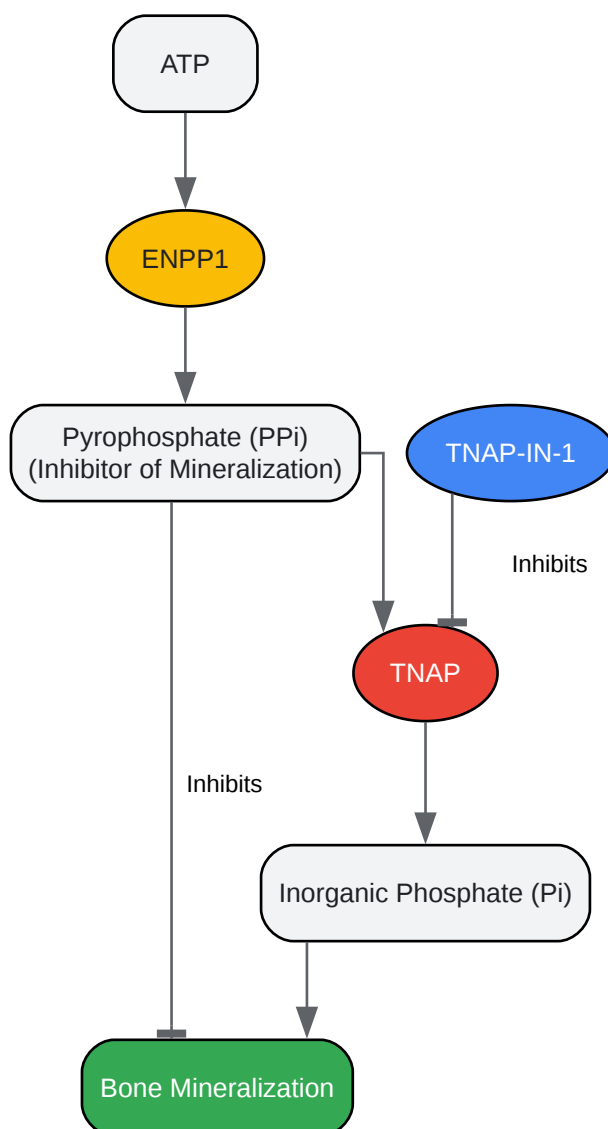 ATP
ENPP1
Pyrophosphate (PPi)
(Inhibitor of Mineralization)
TNAP-IN-1
Inhibits
TNAP
Inhibits
Inorganic Phosphate (Pi)
Bone Mineralization